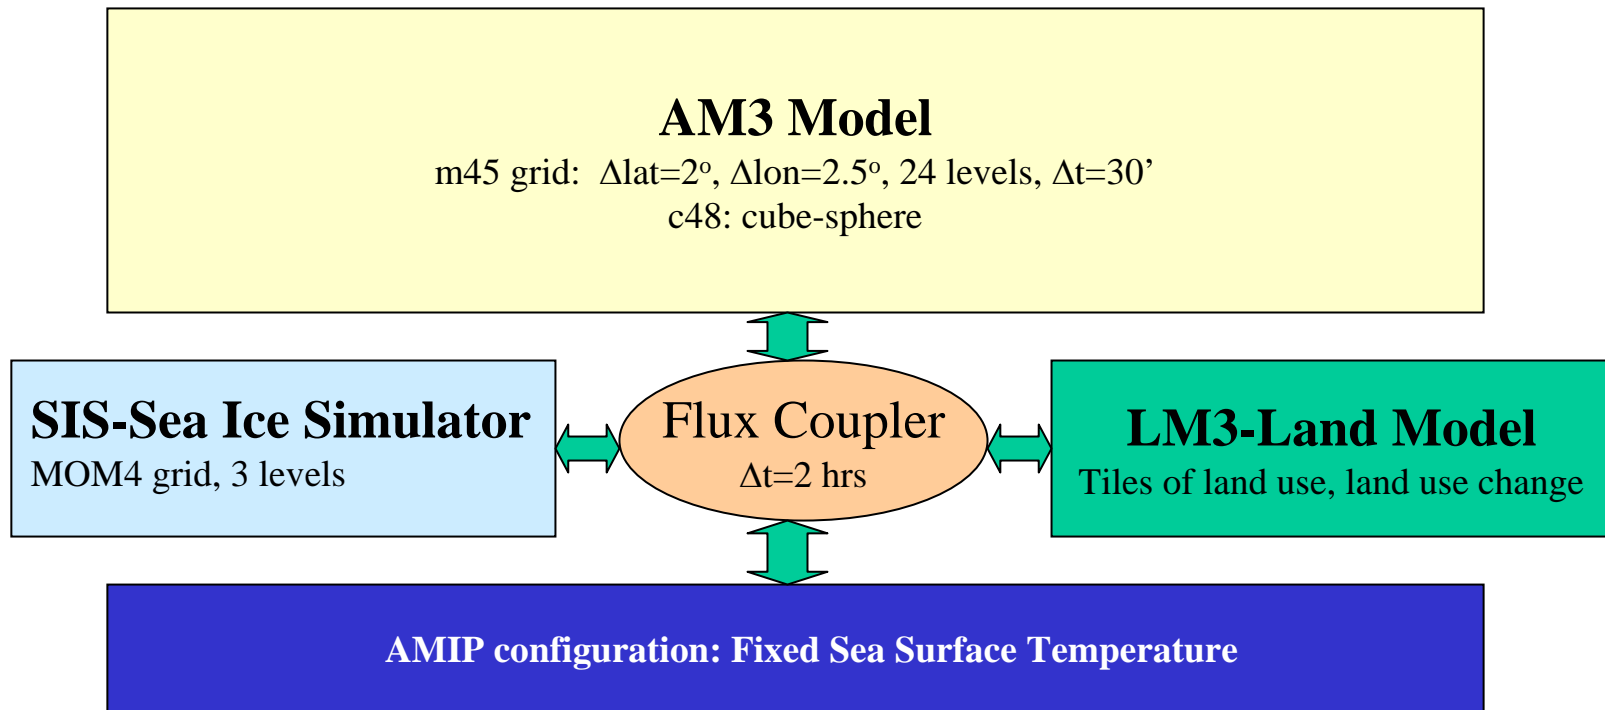 AM3 Model
m45 grid:  Δlat=2°, Δlon=2.5°, 24 levels, Δt=30’
c48: cube-sphere
SIS-Sea Ice Simulator
MOM4 grid, 3 levels
Flux Coupler
Δt=2 hrs
LM3-Land Model
Tiles of land use, land use change
AMIP configuration: Fixed Sea Surface Temperature